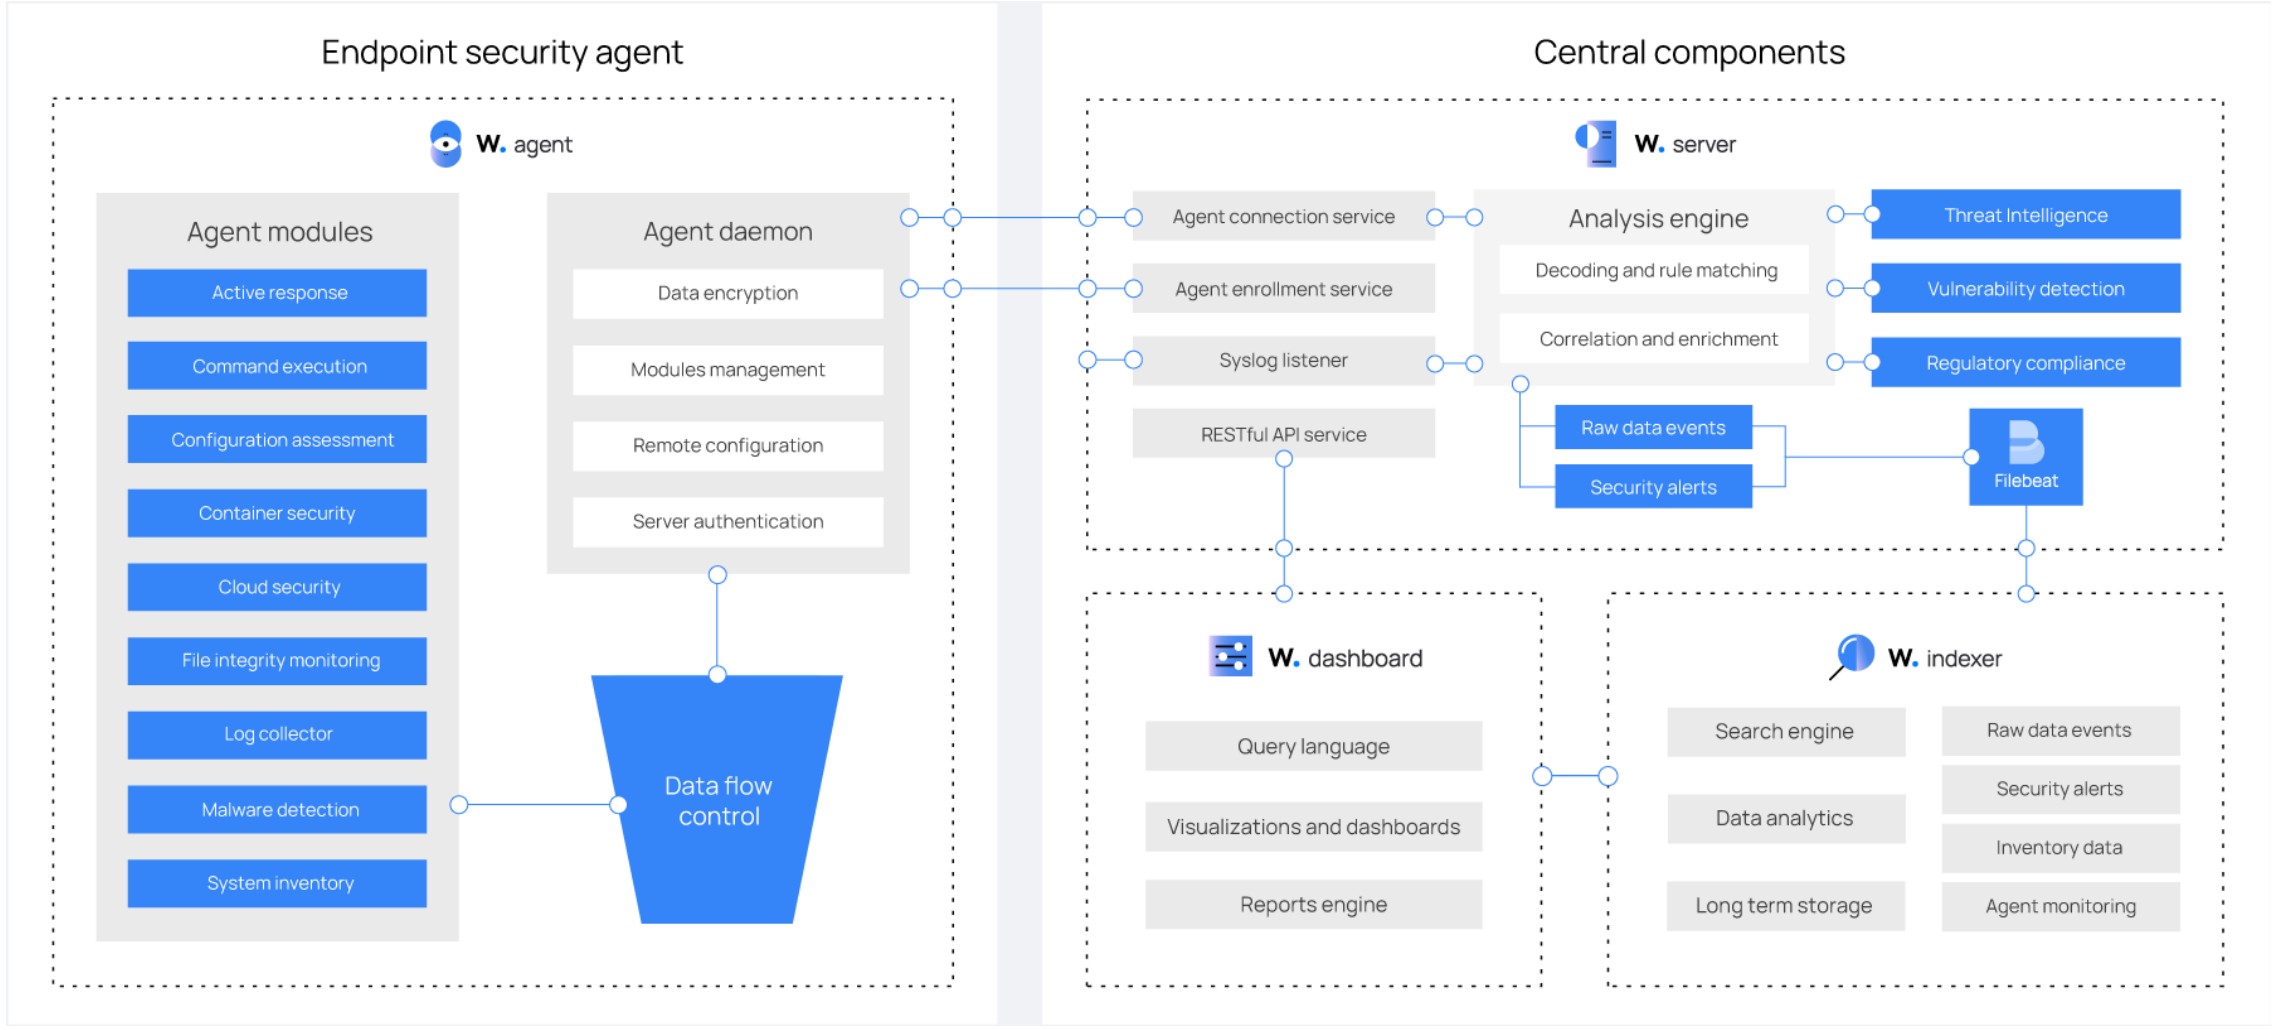 Endpoint security agent
W. agent
Agent modules
Active response
Command execution
Configuration assessment
Container security
Cloud security
File integrity monitoring
Log collector
Malware detection
System inventory
Agent daemon
Data encryption
Modules management
Remote configuration
Server authentication
Data flow
control
Central components
W. server
Agent connection service
Agent enrollment service
Syslog listener
RESTful API service
Analysis engine
Decoding and rule matching
Correlation and enrichment
Threat Intelligence
Vulnerability detection
Regulatory compliance
Raw data events
Security alerts
Filebeat
W. dashboard
Query language
Visualizations and dashboards
Reports engine
W. indexer
Search engine
Data analytics
Long term storage
Raw data events
Security alerts
Inventory data
Agent monitoring